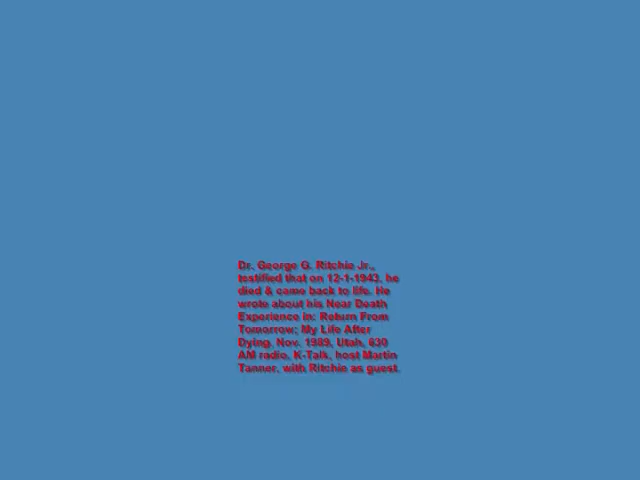 Dr. George G. Ritchie Jr.,
testified that on 12-1-1943, he
died & came back to life. He
wrote about his Near Death
Experience in: Return From
Tomorrow; My Life After
Dying. Nov. 1989, Utah, 630
AM radio, K-Talk, host Martin
Tanner, with Ritchie as guest.